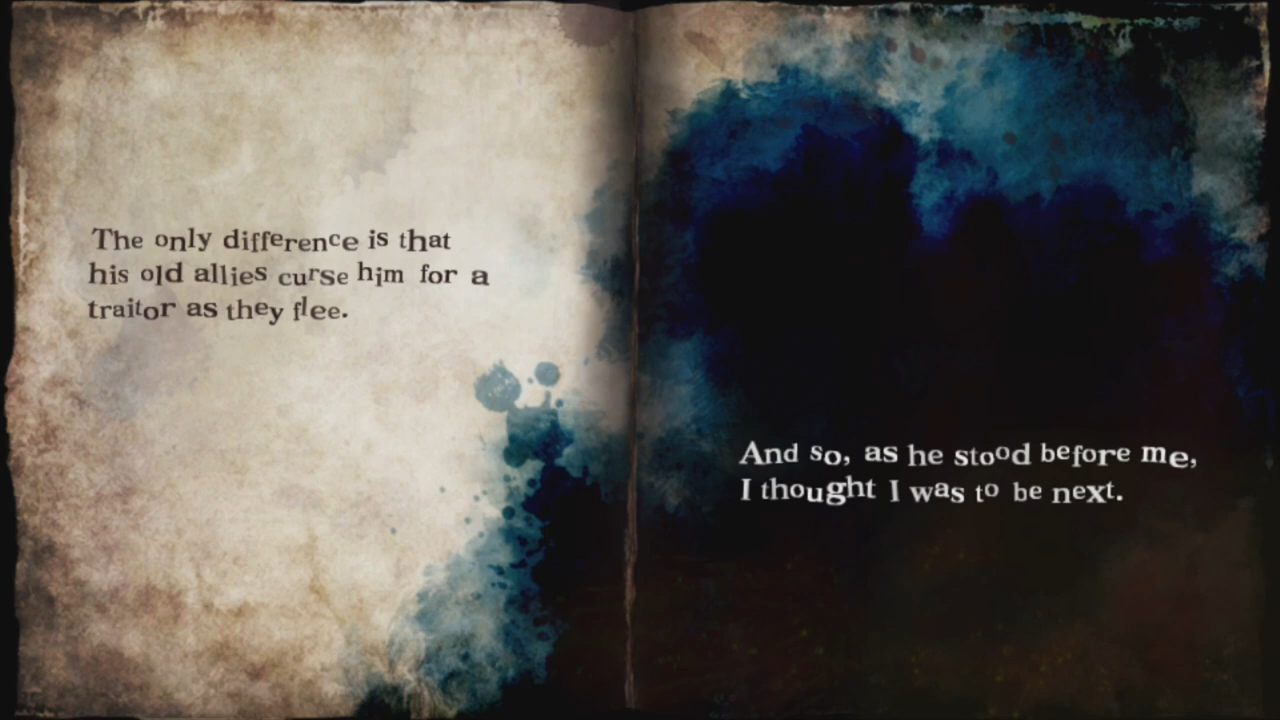 The only difference is that
his old allies curse him for a
traitor as they flee.
And so, as he stood before me,
I thought I was to be next.